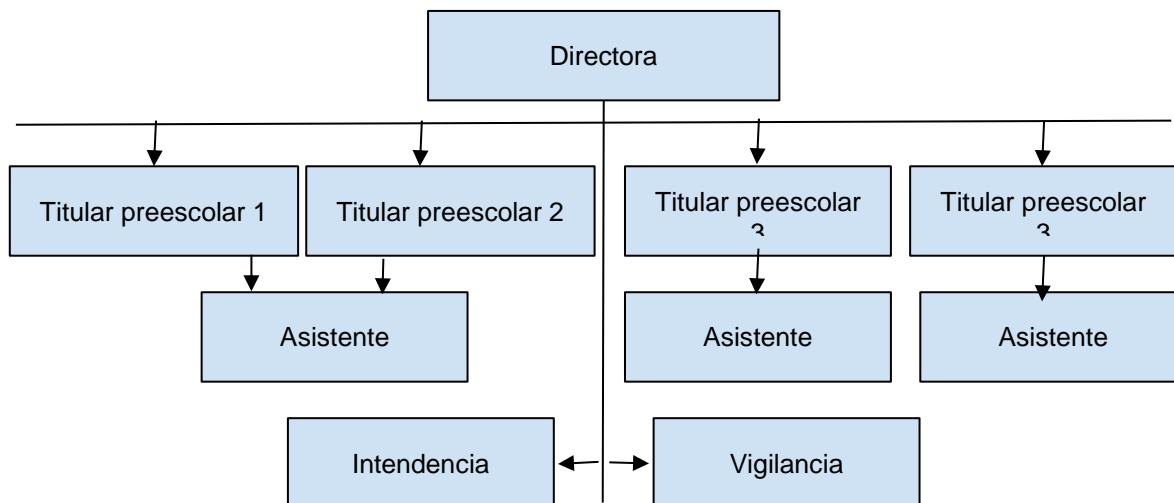 Directora
Titular preescolar 1
Titular preescolar 2
Titular preescolar
3
Titular preescolar
3
Asistente
Asistente
Asistente
Intendencia
Vigilancia